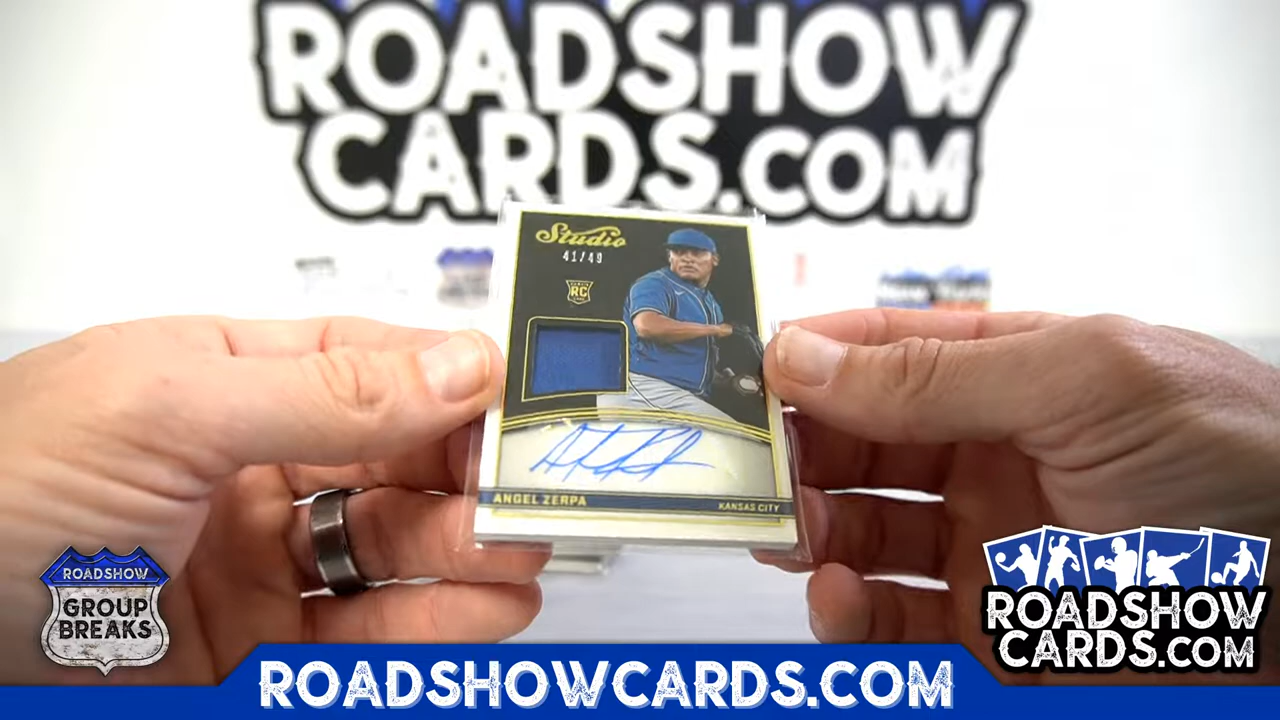 ROADSHOW
CARDS.COM
Studio
41/49
RC
ANGEL ZERPA
KANSAS CITY
ROADSHOW
GROUP
BREAKS
ROADSHOWCARDS.COM
ROADSHOW
CARDS.COM